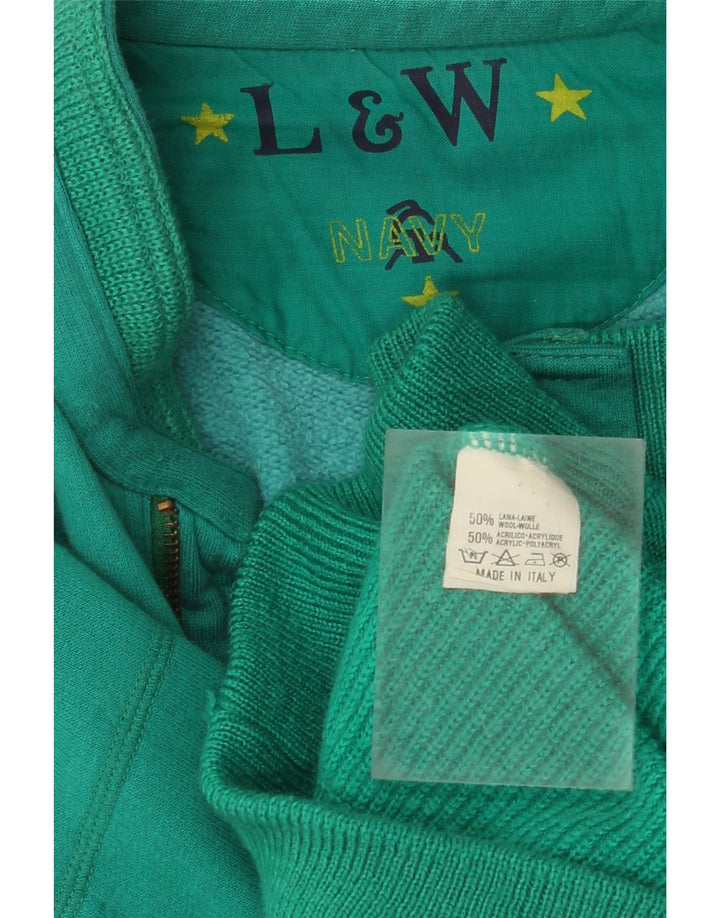 L & W
NAVY
50% LANA-LAINE
WOOL-WOLLE
50% ACRILICO-ACRYLIQUE
ACRYLIC-POLYACRYL
MADE IN ITALY